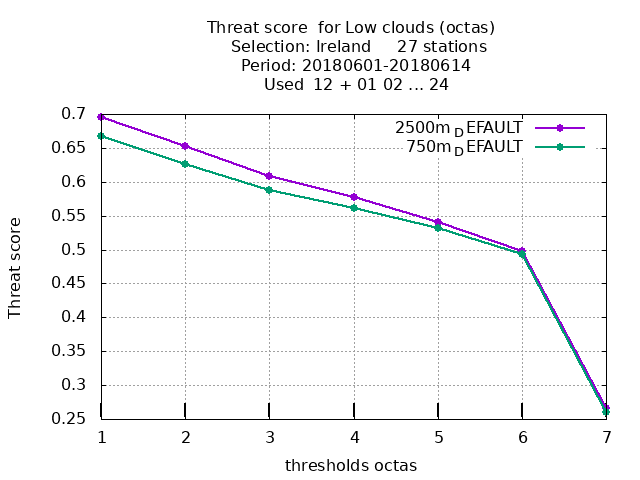 Threat score  for Low clouds (octas)
Selection: Ireland     27 stations
Period: 20180601-20180614
Used  12 + 01 02 ... 24
0.7
0.65
0.6
0.55
0.5
0.45
0.4
0.35
0.3
0.25
Threat score
2500m_DEFAULT
750m_DEFAULT
1 2 3 4 5 6 7
thresholds octas